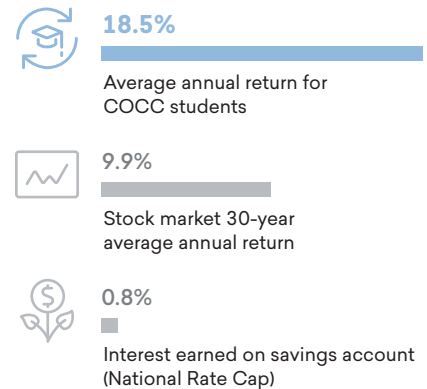 18.5%
Average annual return for
COCC students
9.9%
Stock market 30-year
average annual return
$
0.8%
Interest earned on savings account
(National Rate Cap)